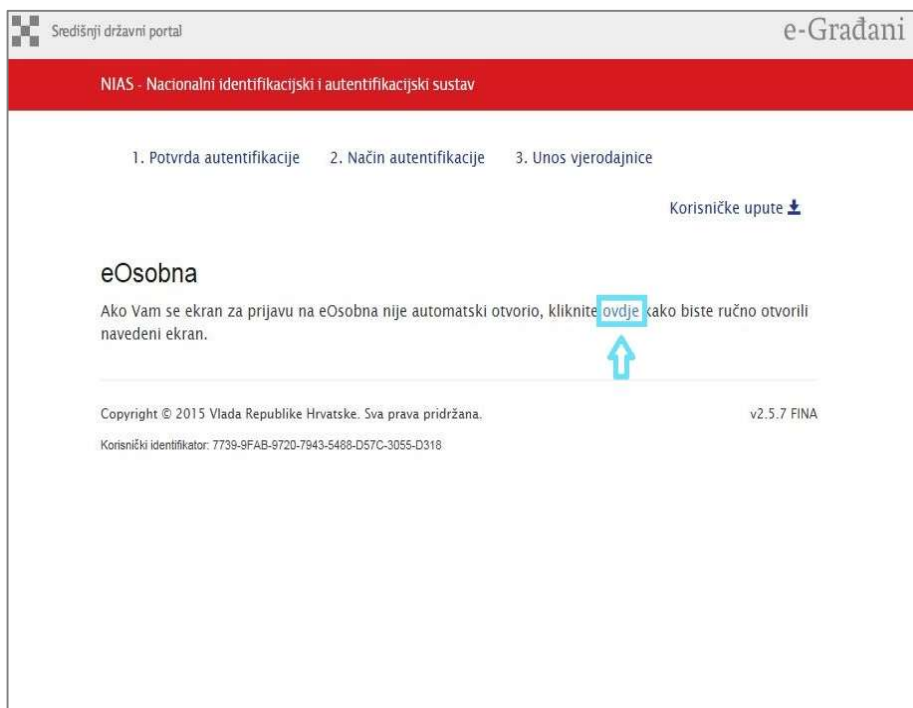 Središnji državni portal
e-Građani
NIAS - Nacionalni identifikacijski i autentifikacijski sustav
1. Potvrda autentifikacije 2. Način autentifikacije 3. Unos vjerodajnice
Korisničke upute
eOsobna
Ako Vam se ekran za prijavu na eOsobna nije automatski otvorio, kliknite ovdje kako biste ručno otvorili
navedeni ekran.
Copyright © 2015 Vlada Republike Hrvatske. Sva prava pridržana.
v2.5.7 FINA
Korisnički identifikator: 7739-9FAB-9720-7943-5488-D57C-3055-D318